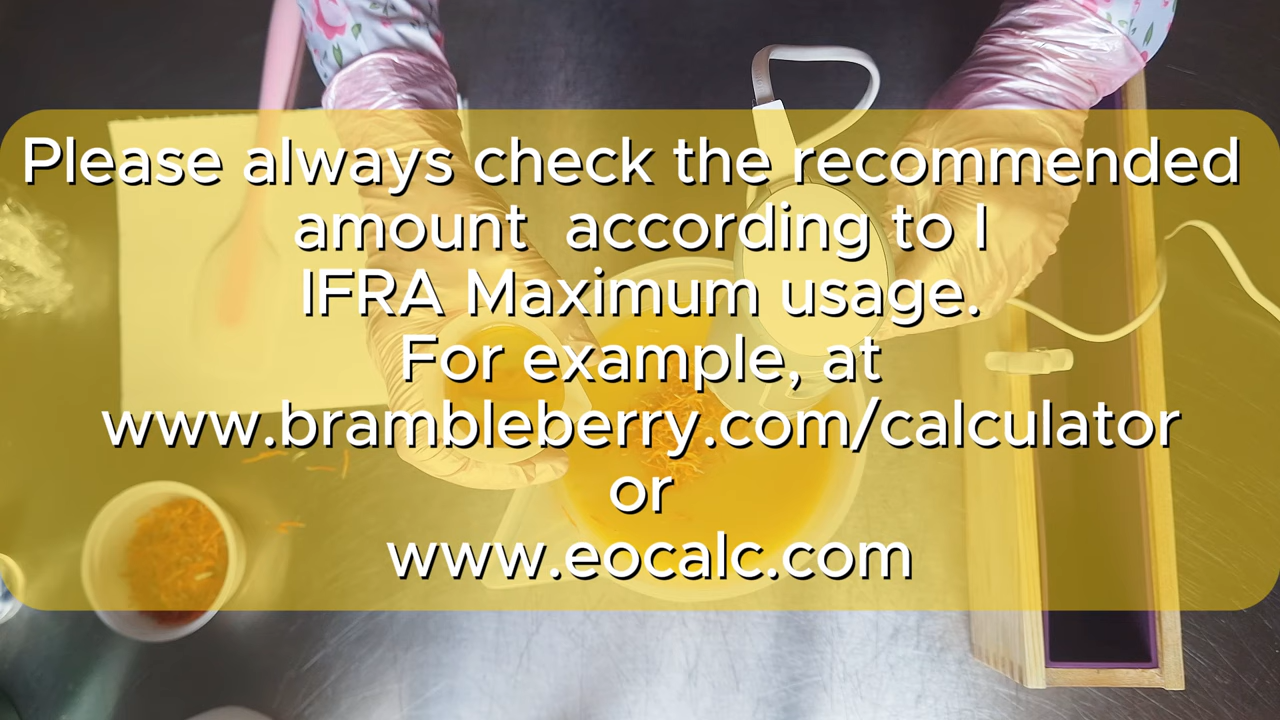 Please always check the recommended
amount  according to I
IFRA Maximum usage.
For example, at
www.brambleberry.com/calculator
or
www.eocalc.com